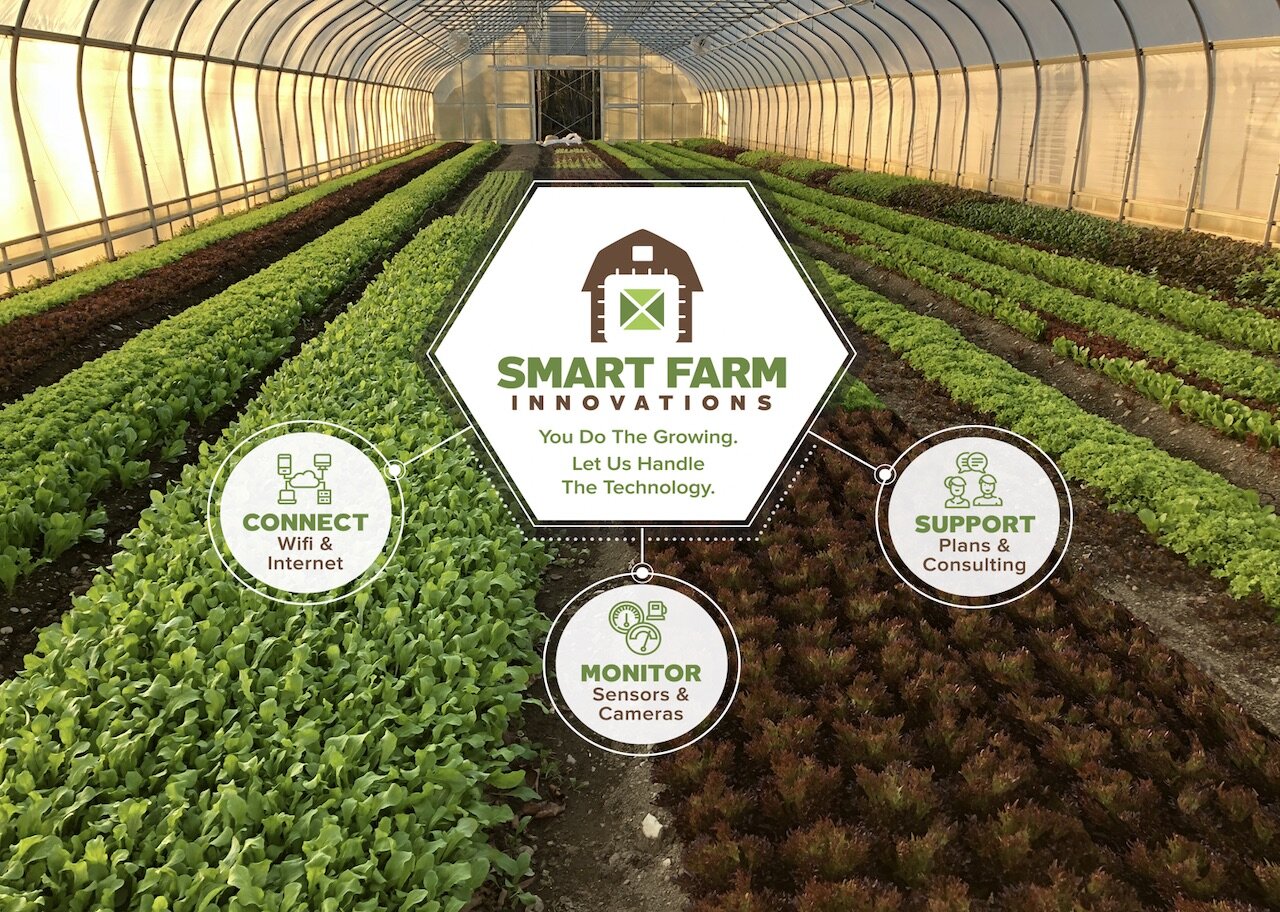 SMART FARM
INNOVATIONS
You Do The Growing.
Let Us Handle
The Technology.
CONNECT
Wifi &
Internet
MONITOR
Sensors &
Cameras
SUPPORT
Plans &
Consulting